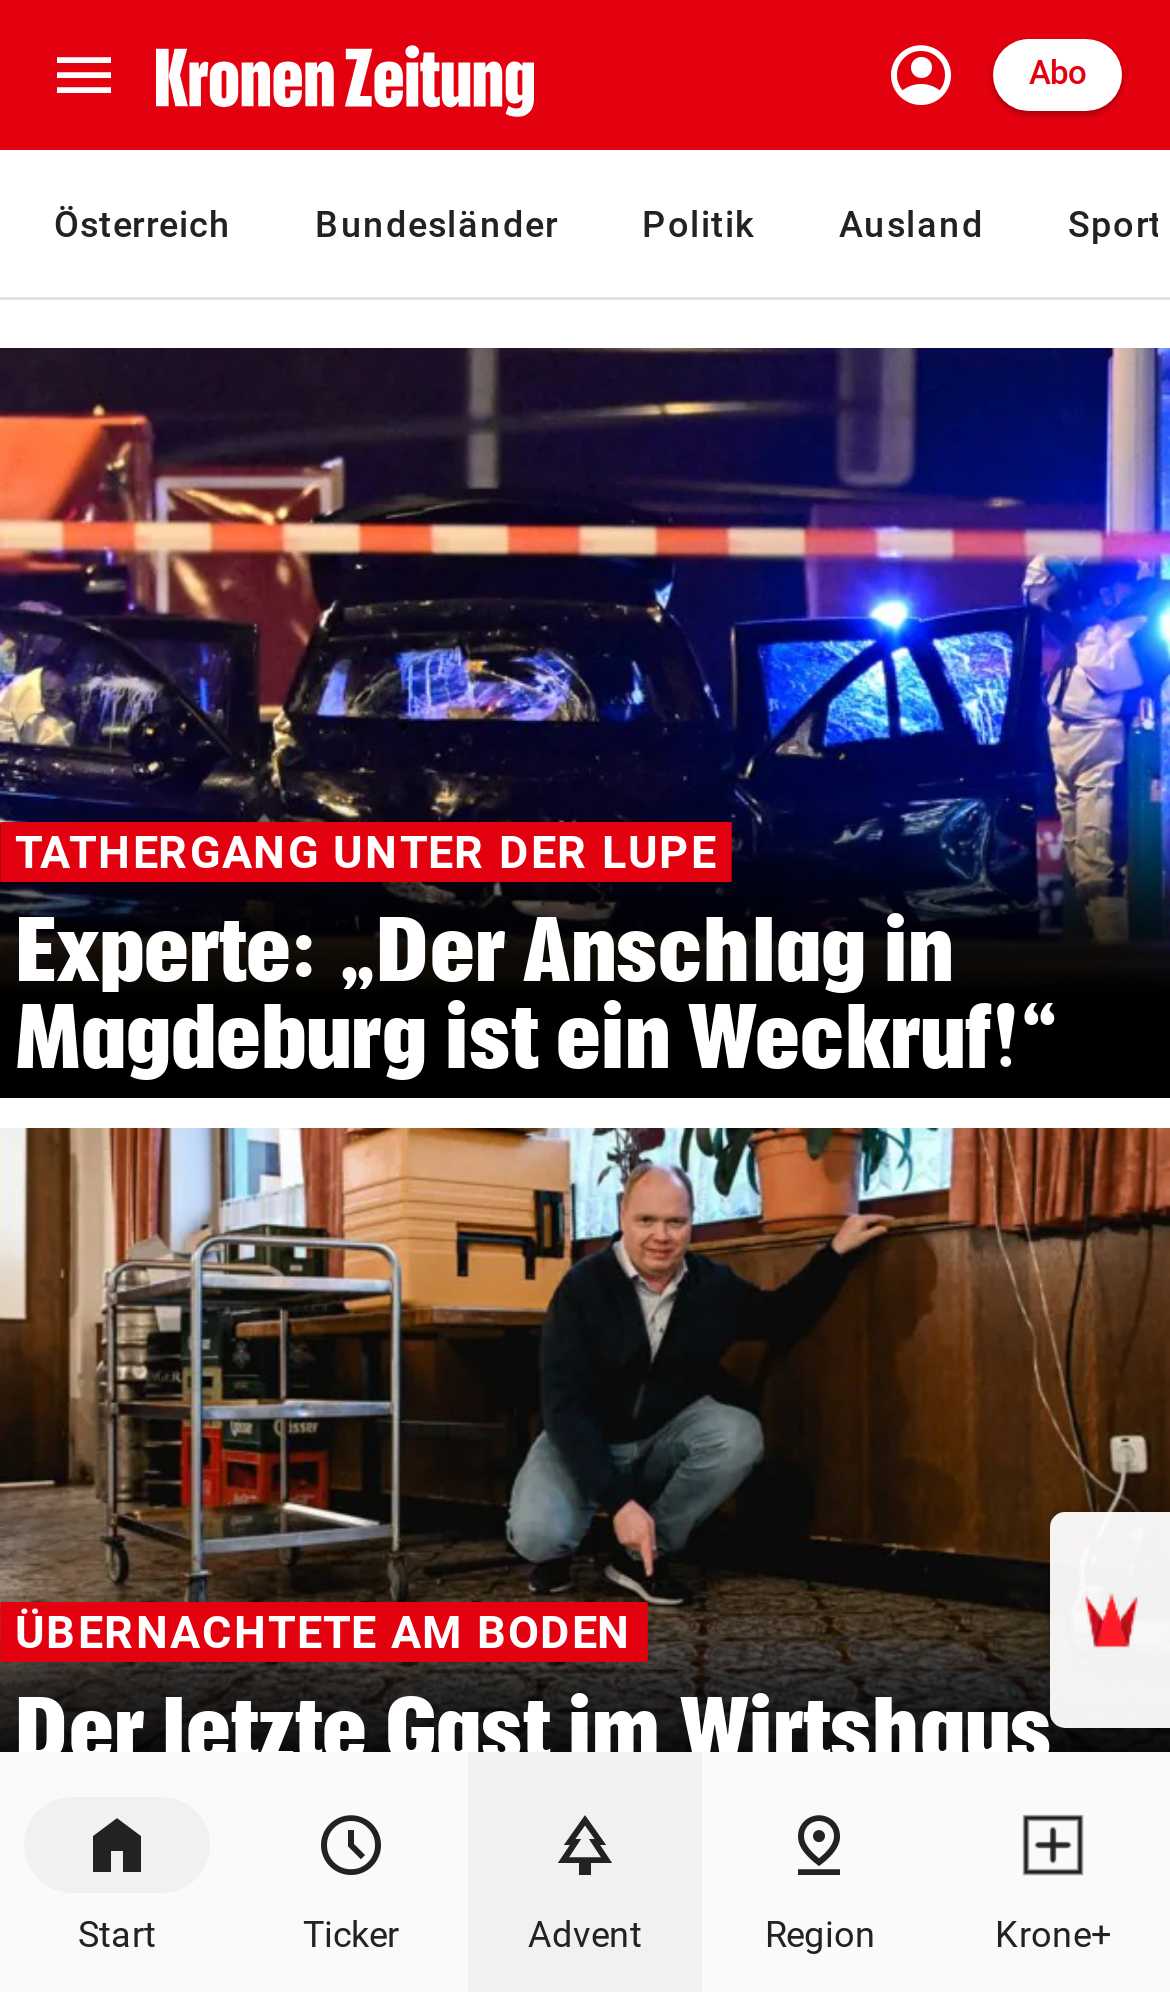 Kronen Zeitung
Abo
Österreich Bundesländer Politik Ausland Sport
TATHERGANG UNTER DER LUPE
Experte: „Der Anschlag in
Magdeburg ist ein Weckruf!“
Gösser
ÜBERNACHTETE AM BODEN
Der letzte Gast im Wirtshaus
Start Ticker Advent Region Krone+